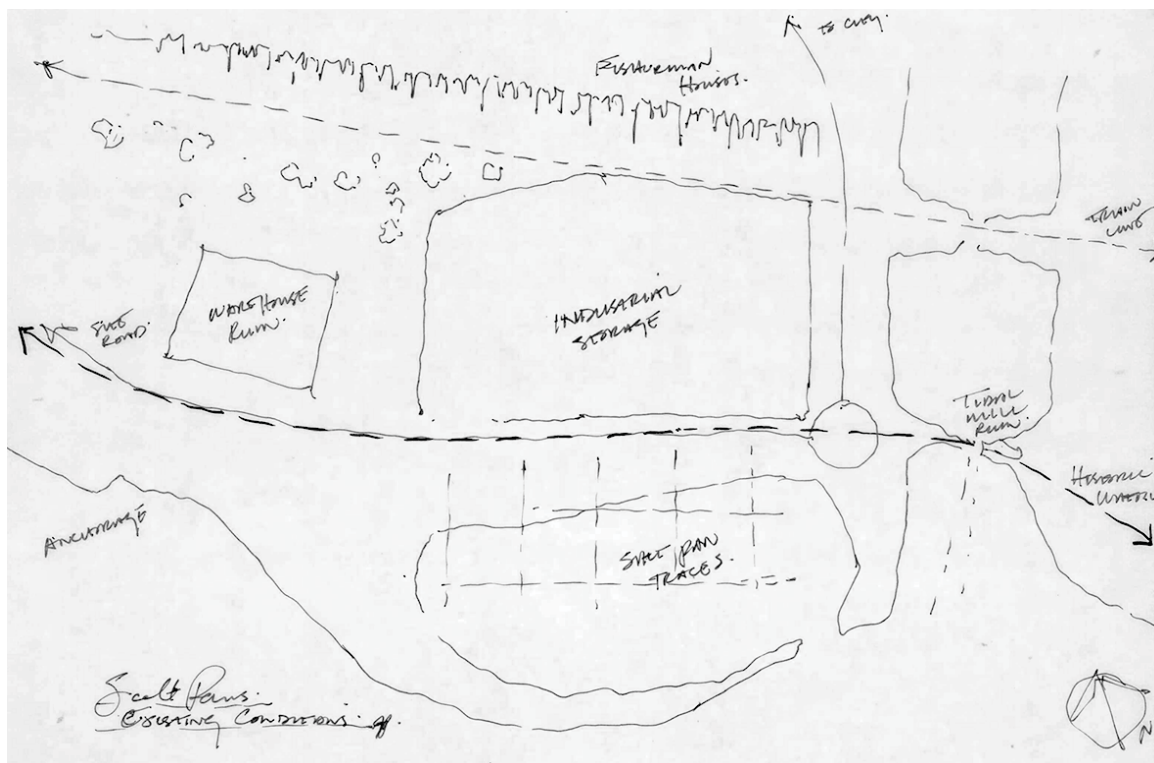 TO CITY.
FISHERMAN
HOUSES.
TRAIN
LINE
ROAD.
WAREHOUSE
RUIN.
INDUSTRIAL
STORAGE
TIDAL
MILL
RUIN.
HISTORIC
ANCHORAGE
SALT PAN
TRACES.
Salt Pans.
EXISTING CONDITIONS.
N